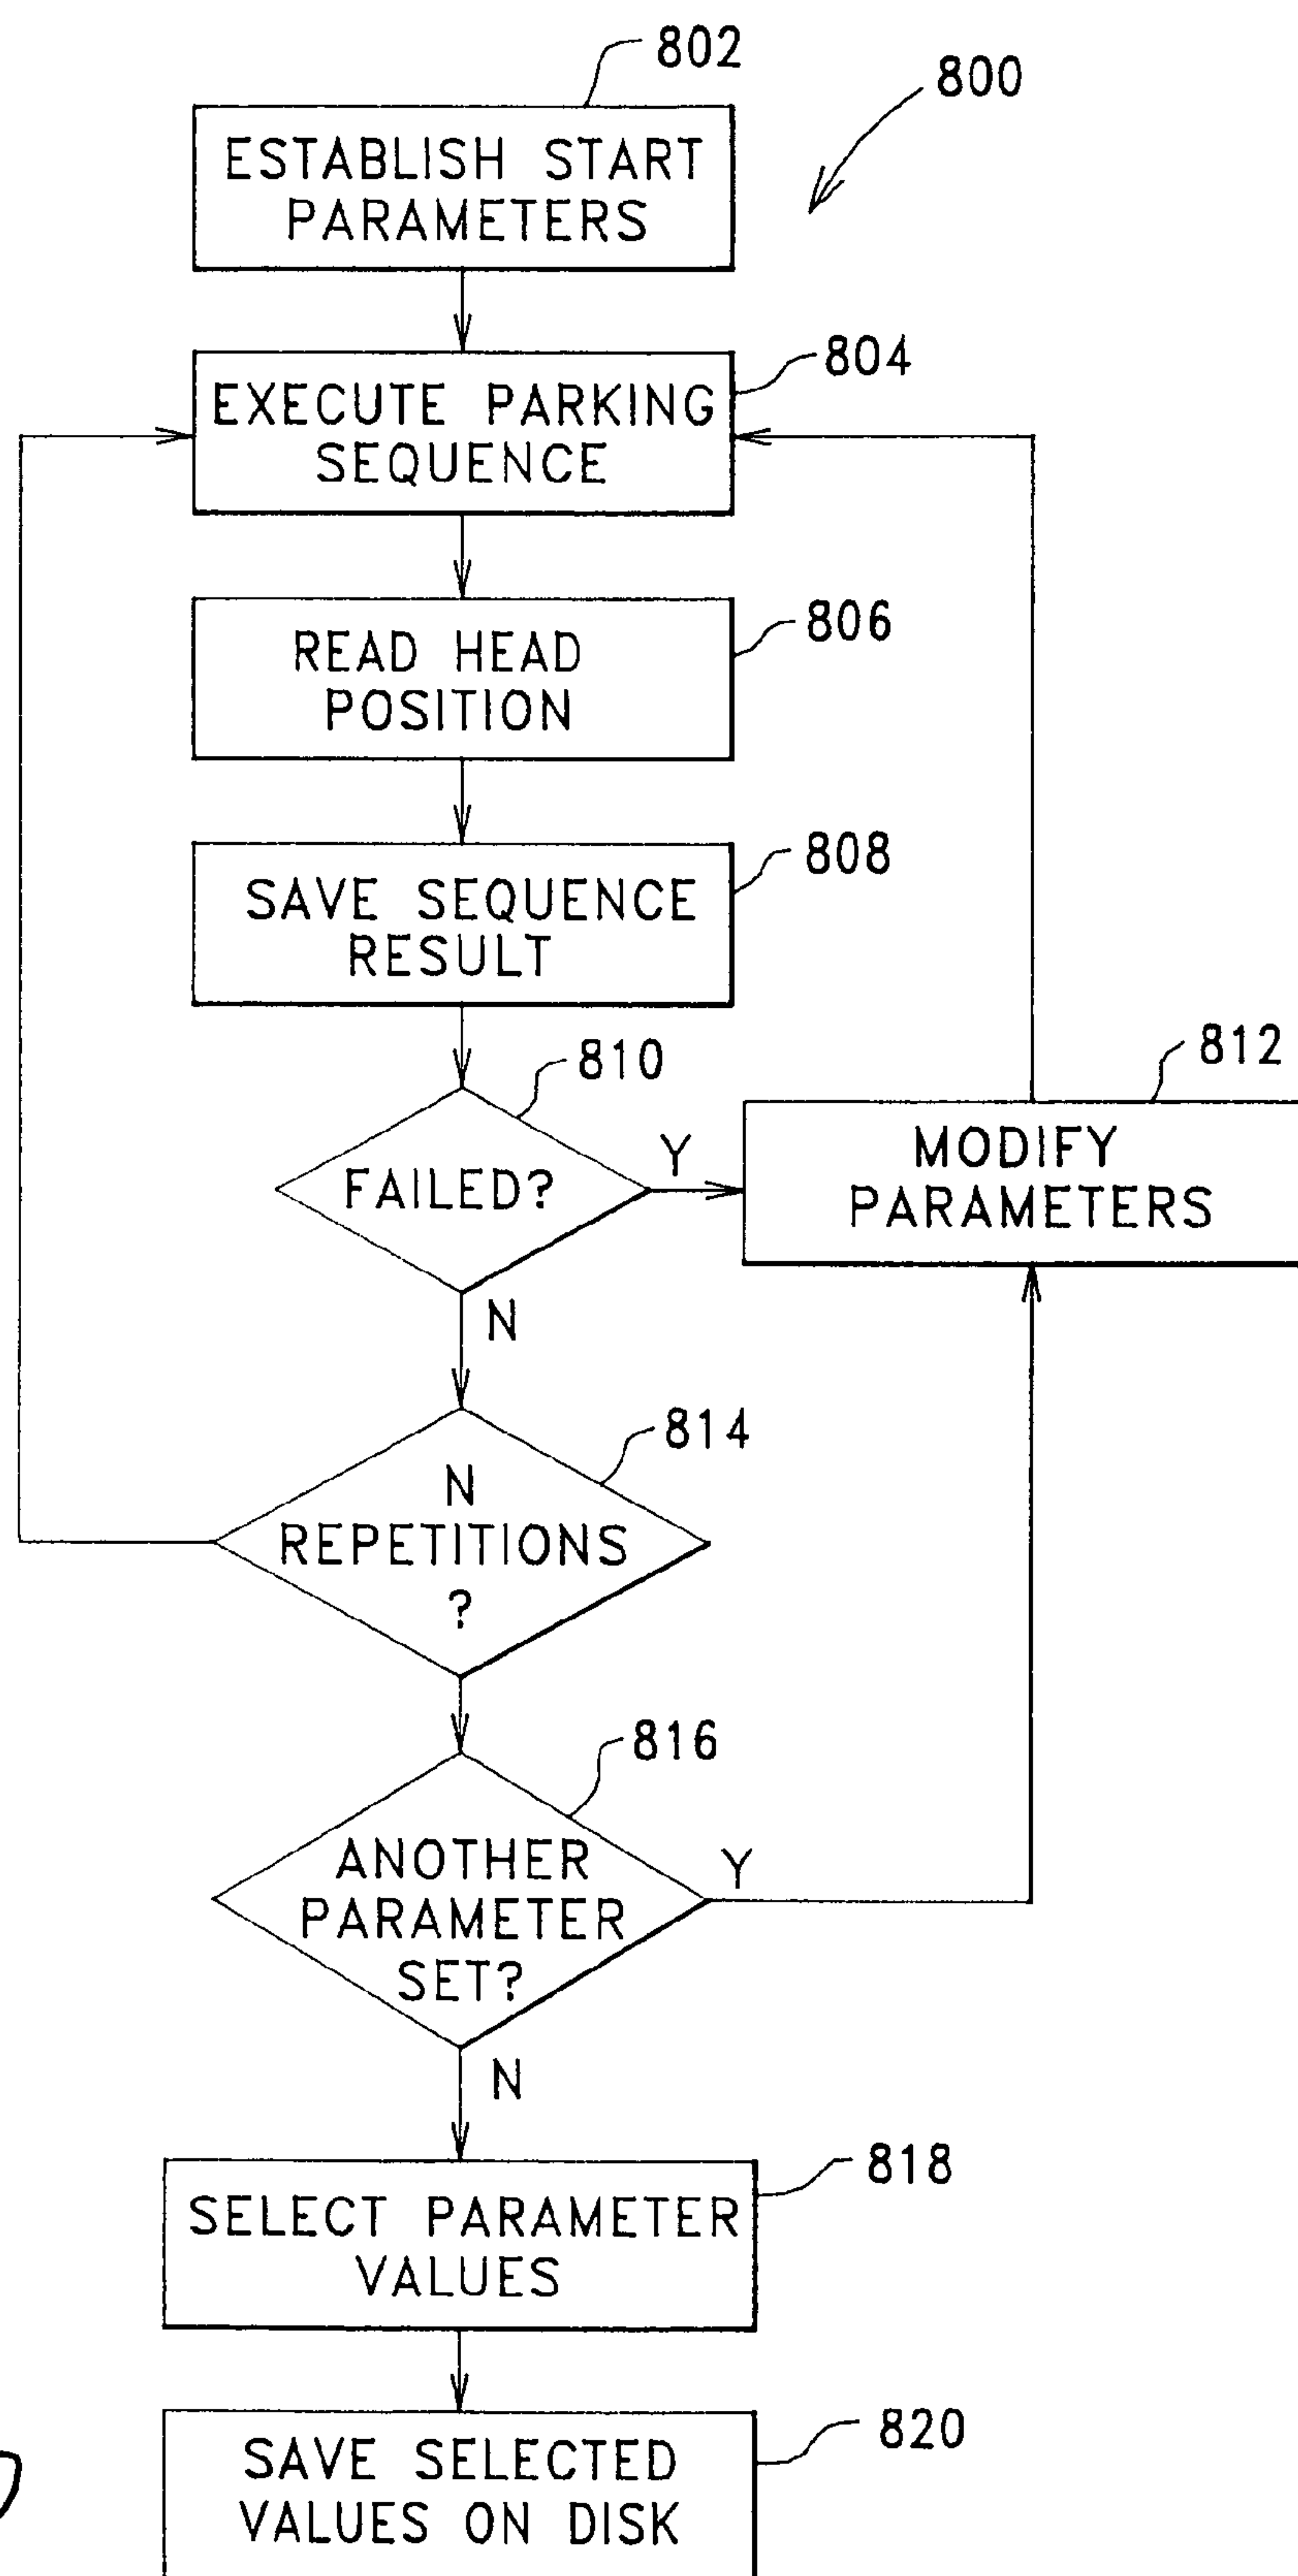 802
800
ESTABLISH START
PARAMETERS
804
EXECUTE PARKING
SEQUENCE
806
READ HEAD
POSITION
808
SAVE SEQUENCE
RESULT
810
FAILED?
Y
812
MODIFY
PARAMETERS
N
814
N
REPETITIONS
?
816
ANOTHER
PARAMETER
SET?
Y
N
818
SELECT PARAMETER
VALUES
820
SAVE SELECTED
VALUES ON DISK